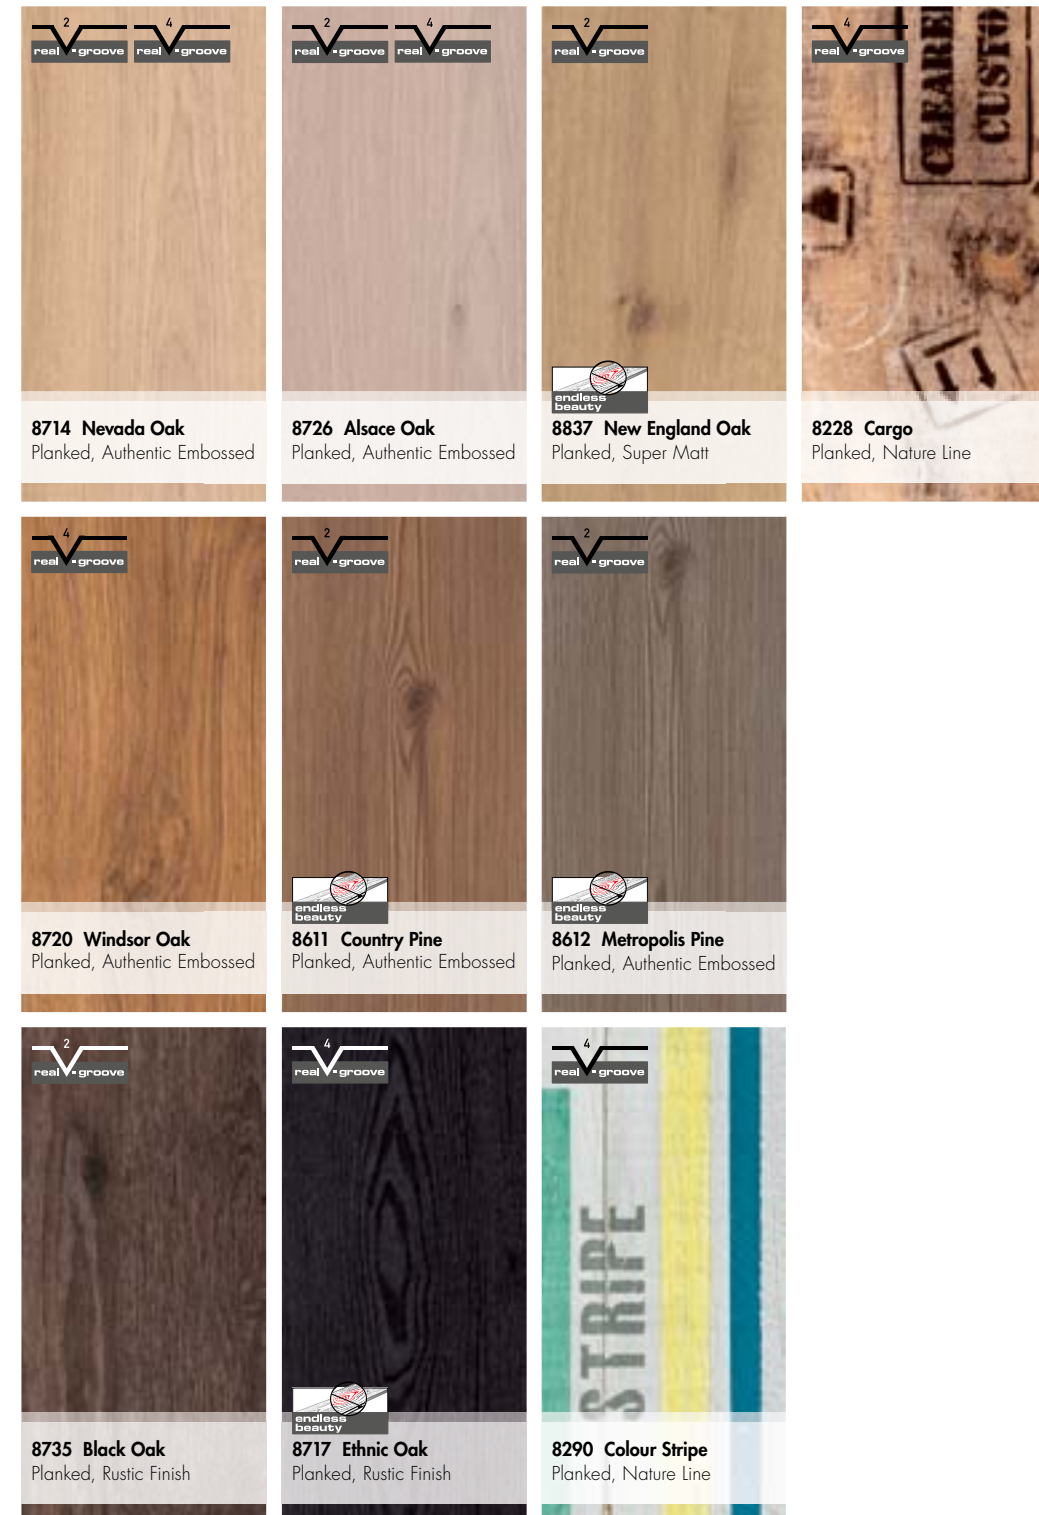 2
real groove
4
real groove
8714 Nevada Oak
Planked, Authentic Embossed
2
real groove
4
real groove
8726 Alsace Oak
Planked, Authentic Embossed
2
real groove
endless
beauty
8837 New England Oak
Planked, Super Matt
4
real groove
CLEARE
CUSTO
8228 Cargo
Planked, Nature Line
4
real groove
8720 Windsor Oak
Planked, Authentic Embossed
2
real groove
endless
beauty
8611 Country Pine
Planked, Authentic Embossed
2
real groove
endless
beauty
8612 Metropolis Pine
Planked, Authentic Embossed
2
real groove
8735 Black Oak
Planked, Rustic Finish
4
real groove
endless
beauty
8717 Ethnic Oak
Planked, Rustic Finish
4
real groove
STRIPE
8290 Colour Stripe
Planked, Nature Line